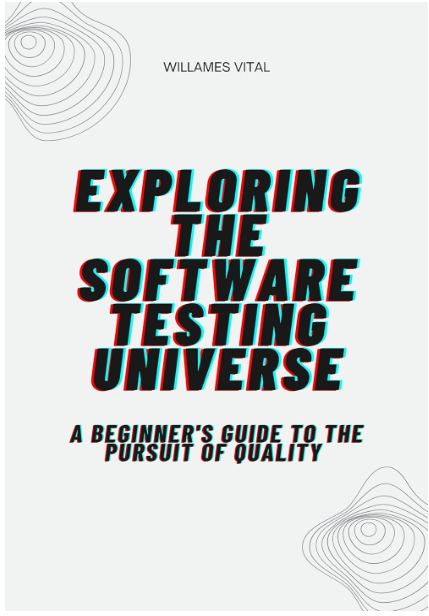 WILLAMES VITAL
EXPLORING
THE
SOFTWARE
TESTING
UNIVERSE
A BEGINNER'S GUIDE TO THE
PURSUIT OF QUALITY